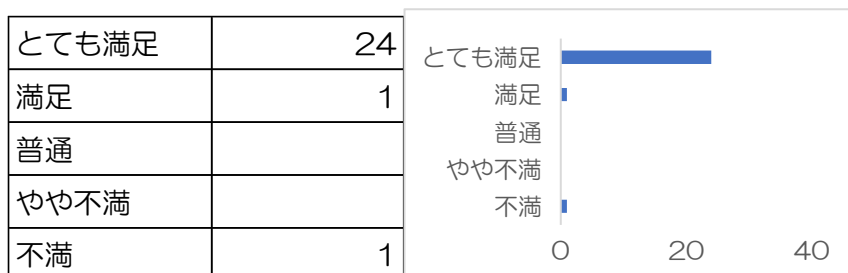 とても満足 24
満足 1
普通
やや不満
不満 1
とても満足
満足
普通
やや不満
不満
0 20 40